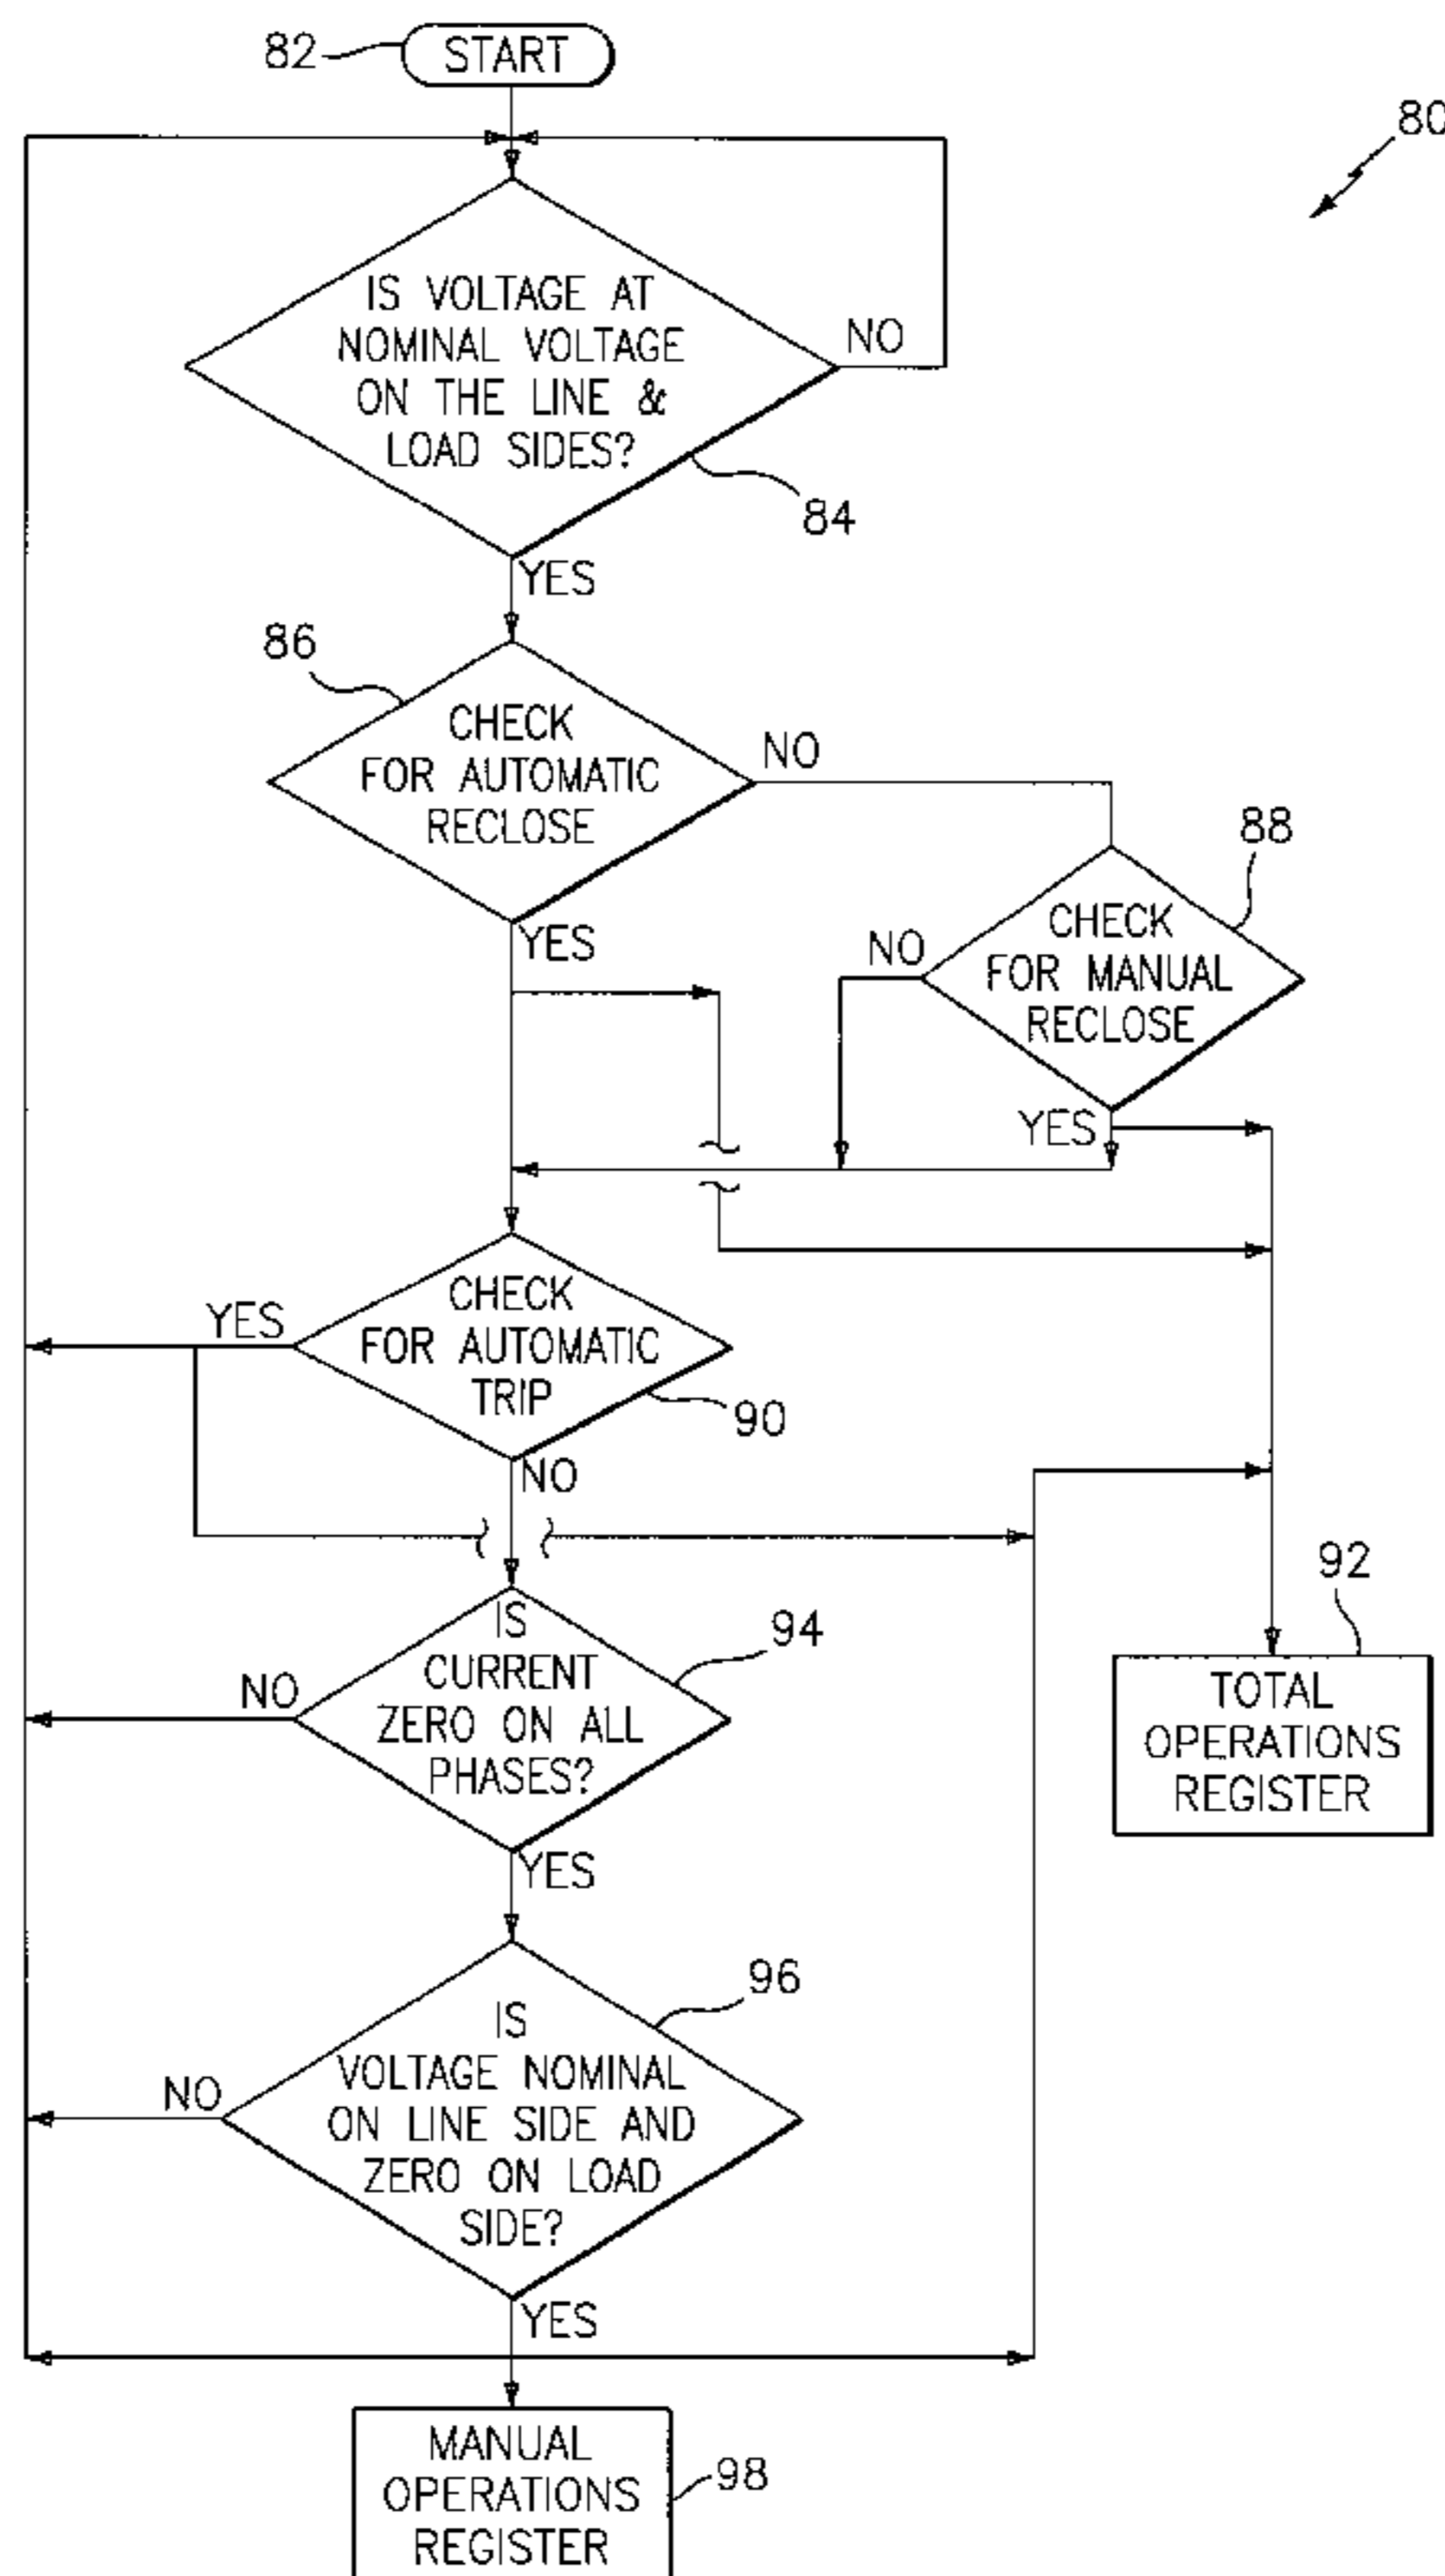 82
START
80
IS VOLTAGE AT
NOMINAL VOLTAGE
ON THE LINE &
LOAD SIDES?
NO
84
YES
86
CHECK
FOR AUTOMATIC
RECLOSE
NO
YES
88
CHECK
FOR MANUAL
RECLOSE
NO
YES
CHECK
FOR AUTOMATIC
TRIP
YES
90
NO
92
TOTAL
OPERATIONS
REGISTER
94
IS
CURRENT
ZERO ON ALL
PHASES?
NO
YES
96
IS
VOLTAGE NOMINAL
ON LINE SIDE AND
ZERO ON LOAD
SIDE?
NO
YES
MANUAL
OPERATIONS
REGISTER
98